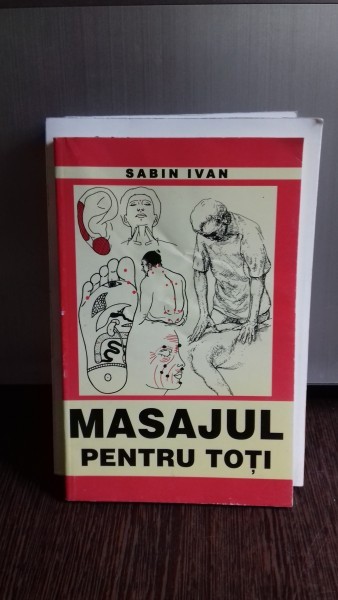 SABIN IVAN
MASAJUL
PENTRU TOȚI